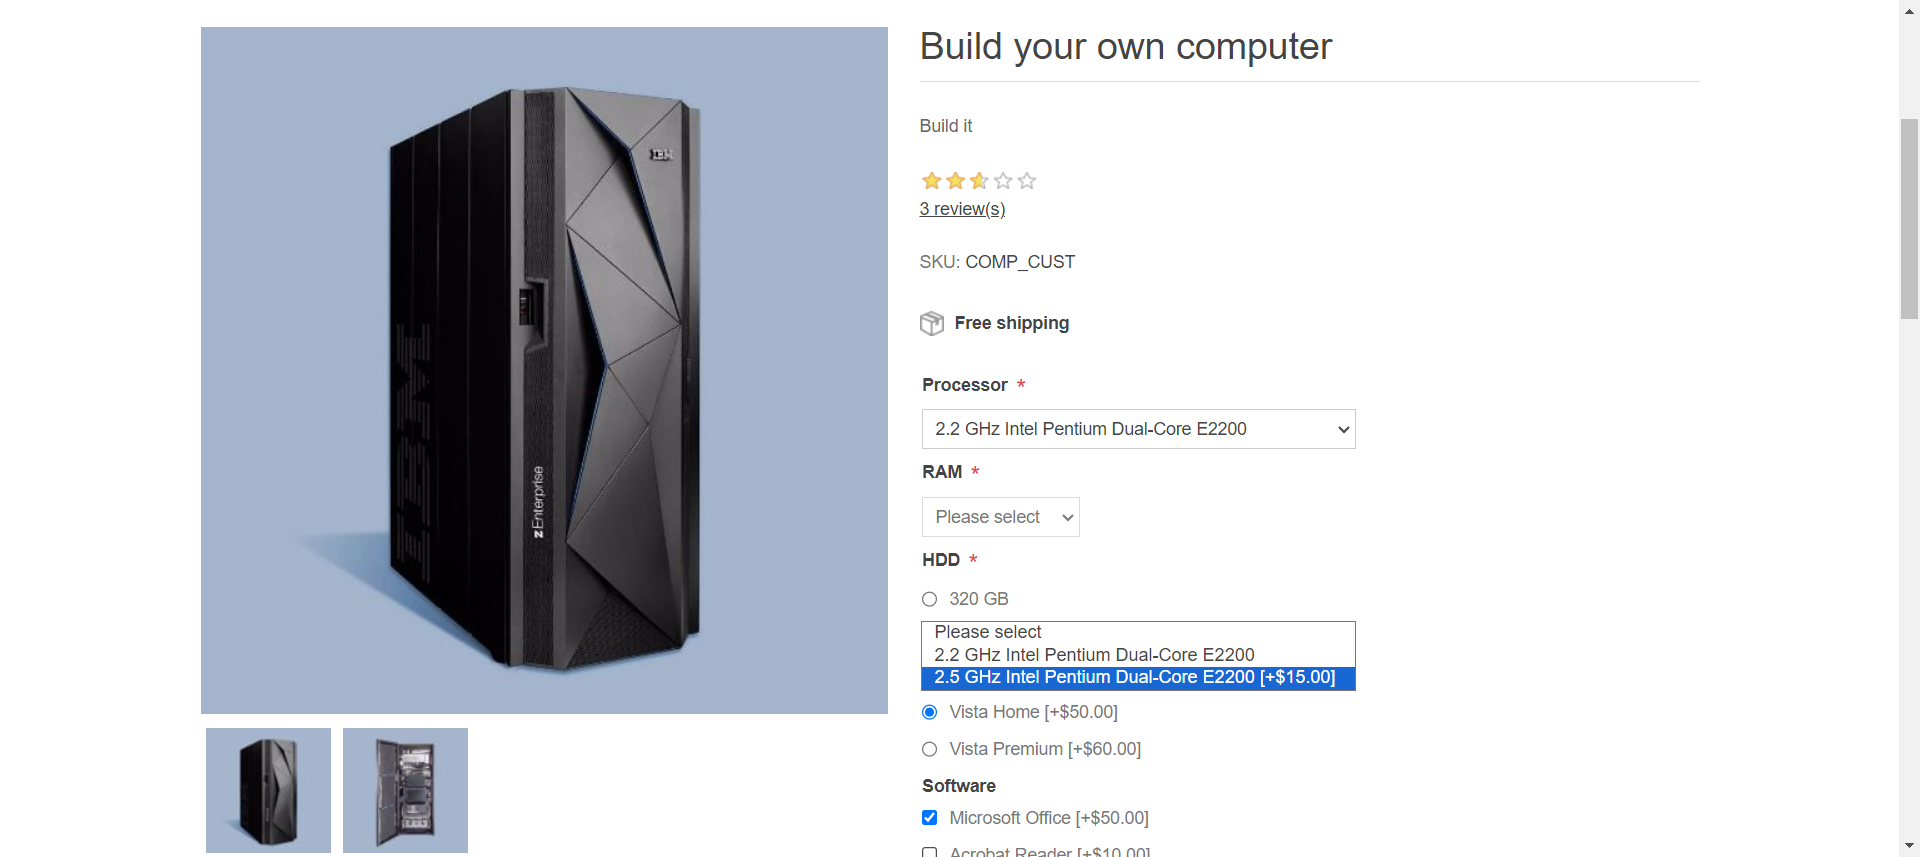 Build your own computer
Build it
3 review(s)
SKU: COMP_CUST
Free shipping
Processor *
2.2 GHz Intel Pentium Dual-Core E2200
RAM *
Please select
HDD *
320 GB
Please select
2.2 GHz Intel Pentium Dual-Core E2200
2.5 GHz Intel Pentium Dual-Core E2200 [+$15.00]
Vista Home [+$50.00]
Vista Premium [+$60.00]
Software
Microsoft Office [+$50.00]
Acrobat Reader [+$10.00]
IBM
IBM
zEnterprise